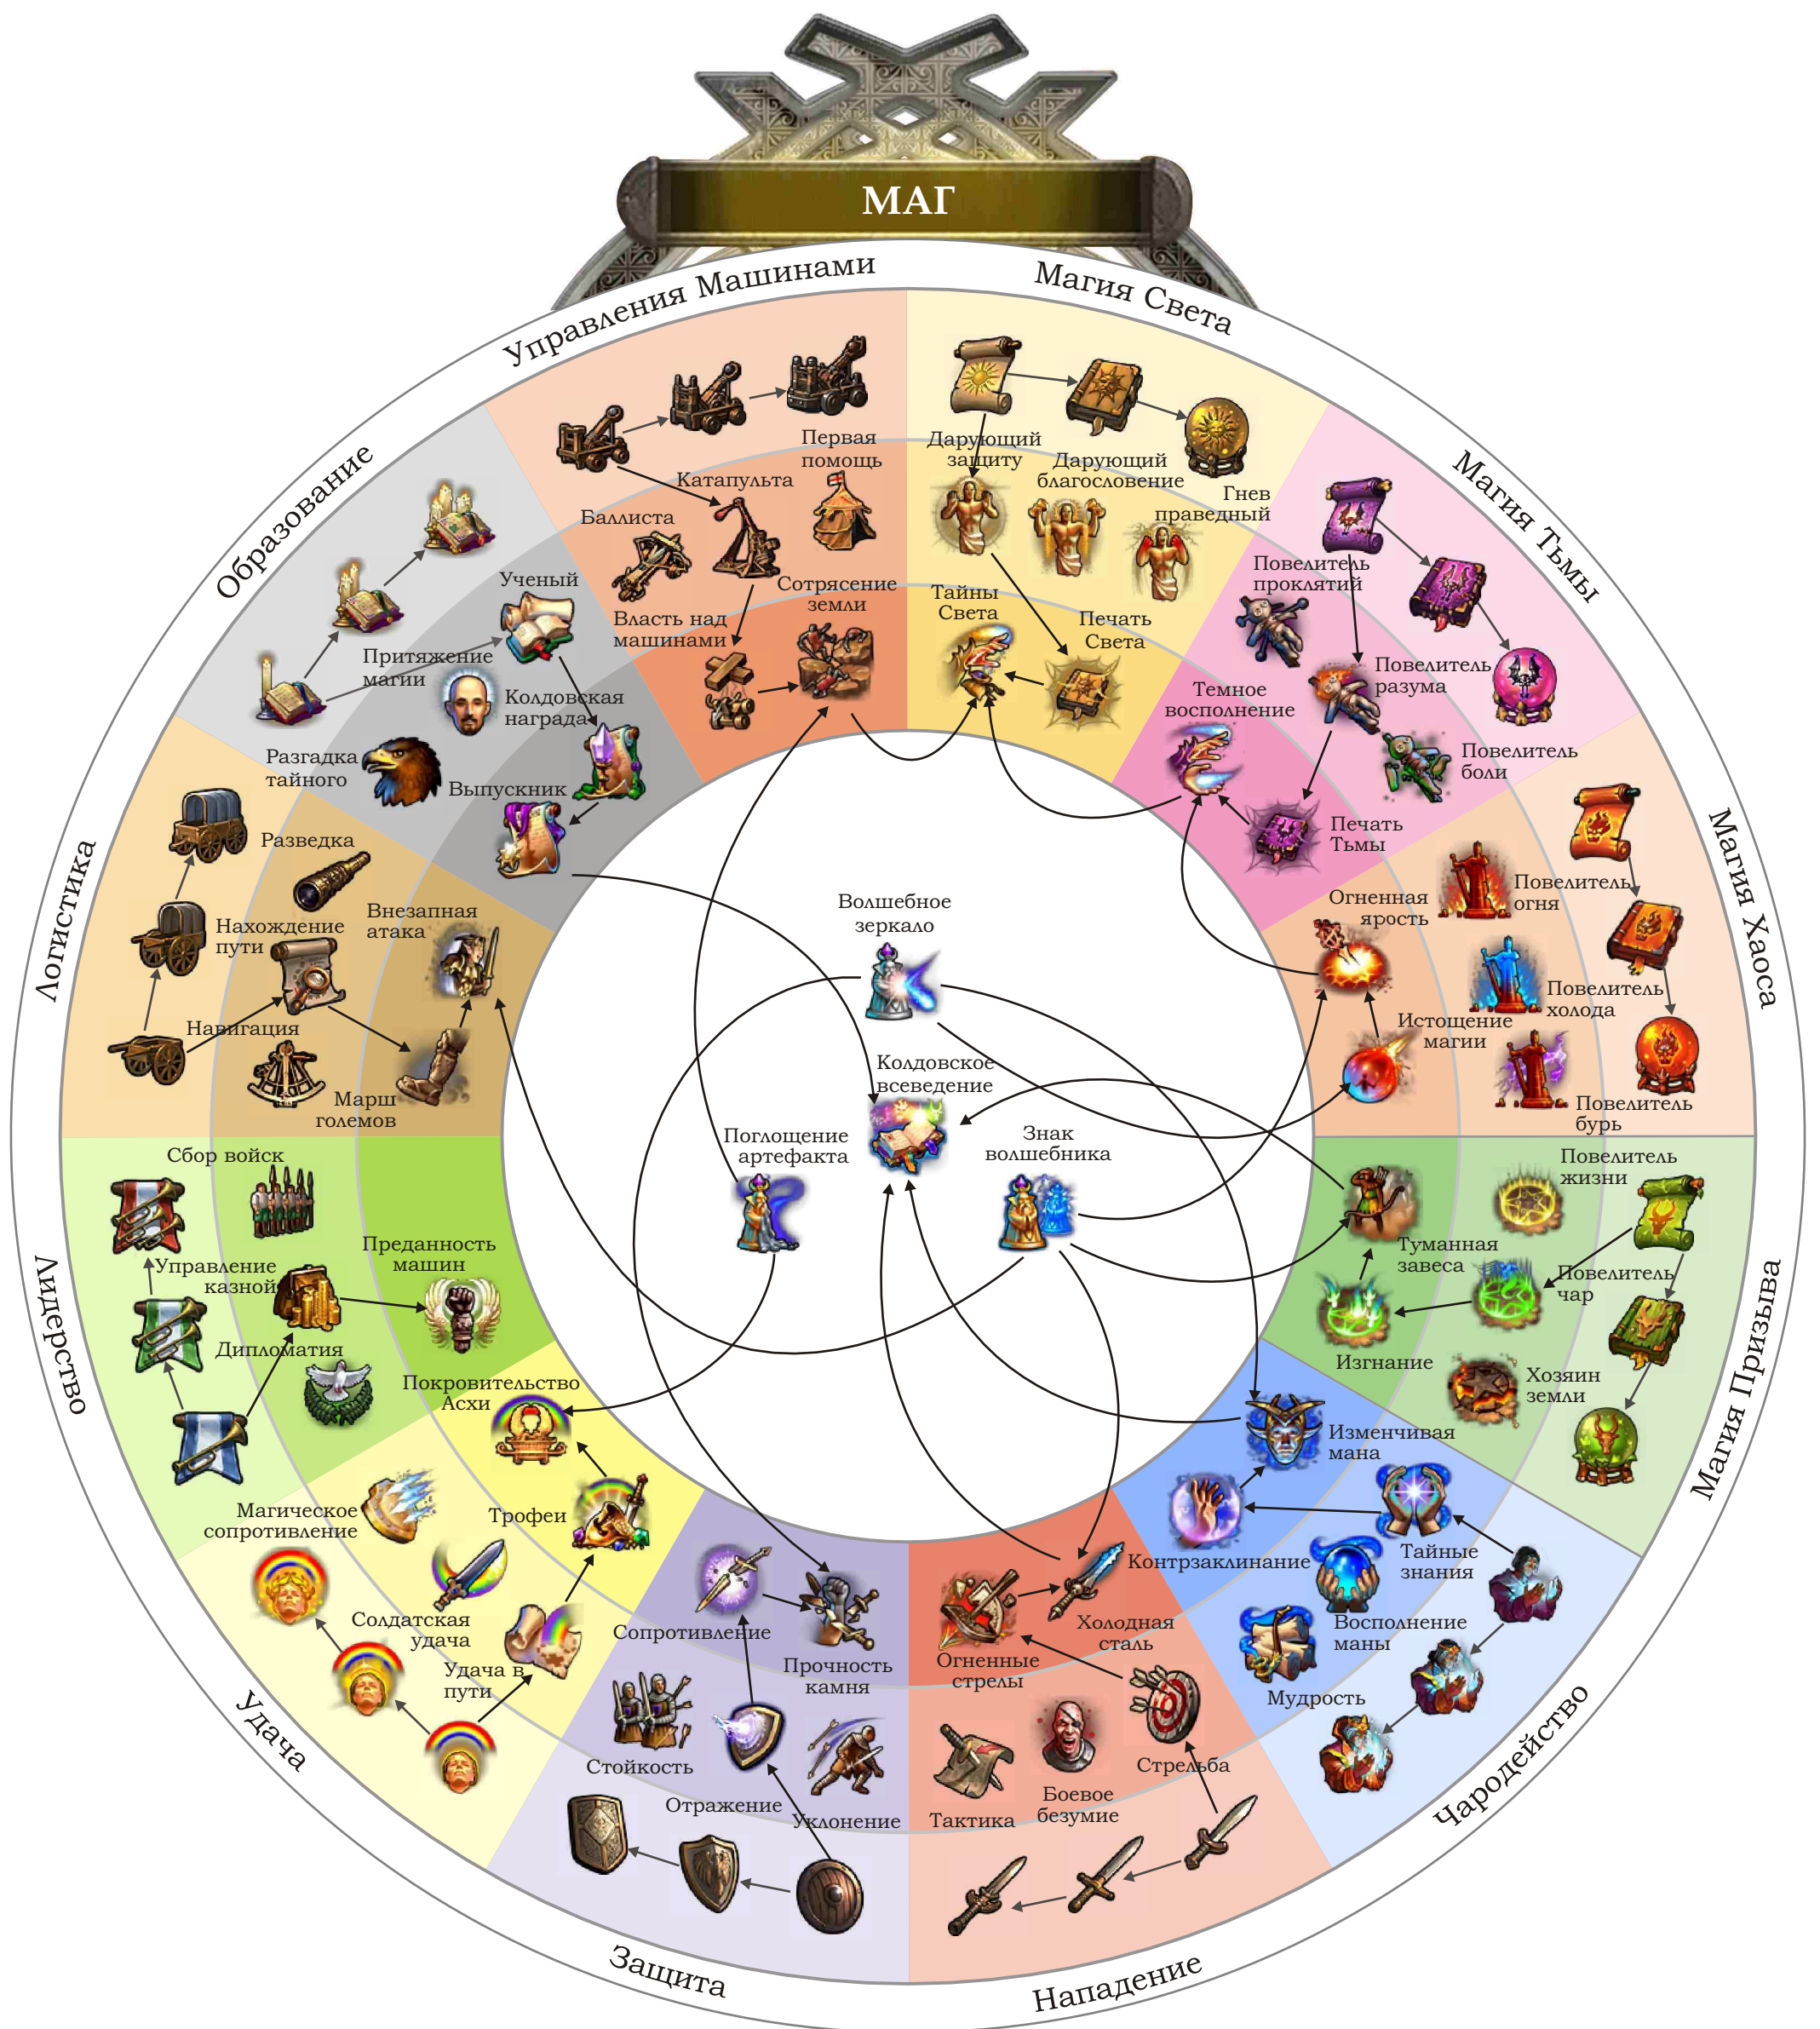 МАГ
Управления Машинами
Магия Света
Образование
Магия Тьмы
Логистика
Магия Хаоса
Лидерство
Магия Призыва
Удача
Чародейство
Защита
Нападение
Первая
помощь
Катапульта
Баллиста
Сотрясение
земли
Власть над
машинами
Дарующий
защиту
Дарующий
благословение
Гнев
праведный
Тайны
Света
Печать
Света
Повелитель
проклятий
Повелитель
разума
Темное
восполнение
Повелитель
боли
Печать
Тьмы
Ученый
Притяжение
магии
Колдовская
награда
Разгадка
тайного
Выпускник
Разведка
Внезапная
атака
Нахождение
пути
Навигация
Марш
големов
Огненная
ярость
Повелитель
огня
Повелитель
холода
Истощение
магии
Повелитель
бурь
Волшебное
зеркало
Колдовское
всеведение
Поглощение
артефакта
Знак
волшебника
Сбор войск
Преданность
машин
Управление
казной
Дипломатия
Повелитель
жизни
Туманная
завеса
Повелитель
чар
Изгнание
Хозяин
земли
Покровительство
Асхи
Магическое
сопротивление
Трофеи
Солдатская
удача
Удача в
пути
Изменчивая
мана
Контрзаклинание
Тайные
знания
Восполнение
маны
Мудрость
Сопротивление
Прочность
камня
Стойкость
Отражение
Уклонение
Холодная
сталь
Огненные
стрелы
Стрельба
Боевое
безумие
Тактика